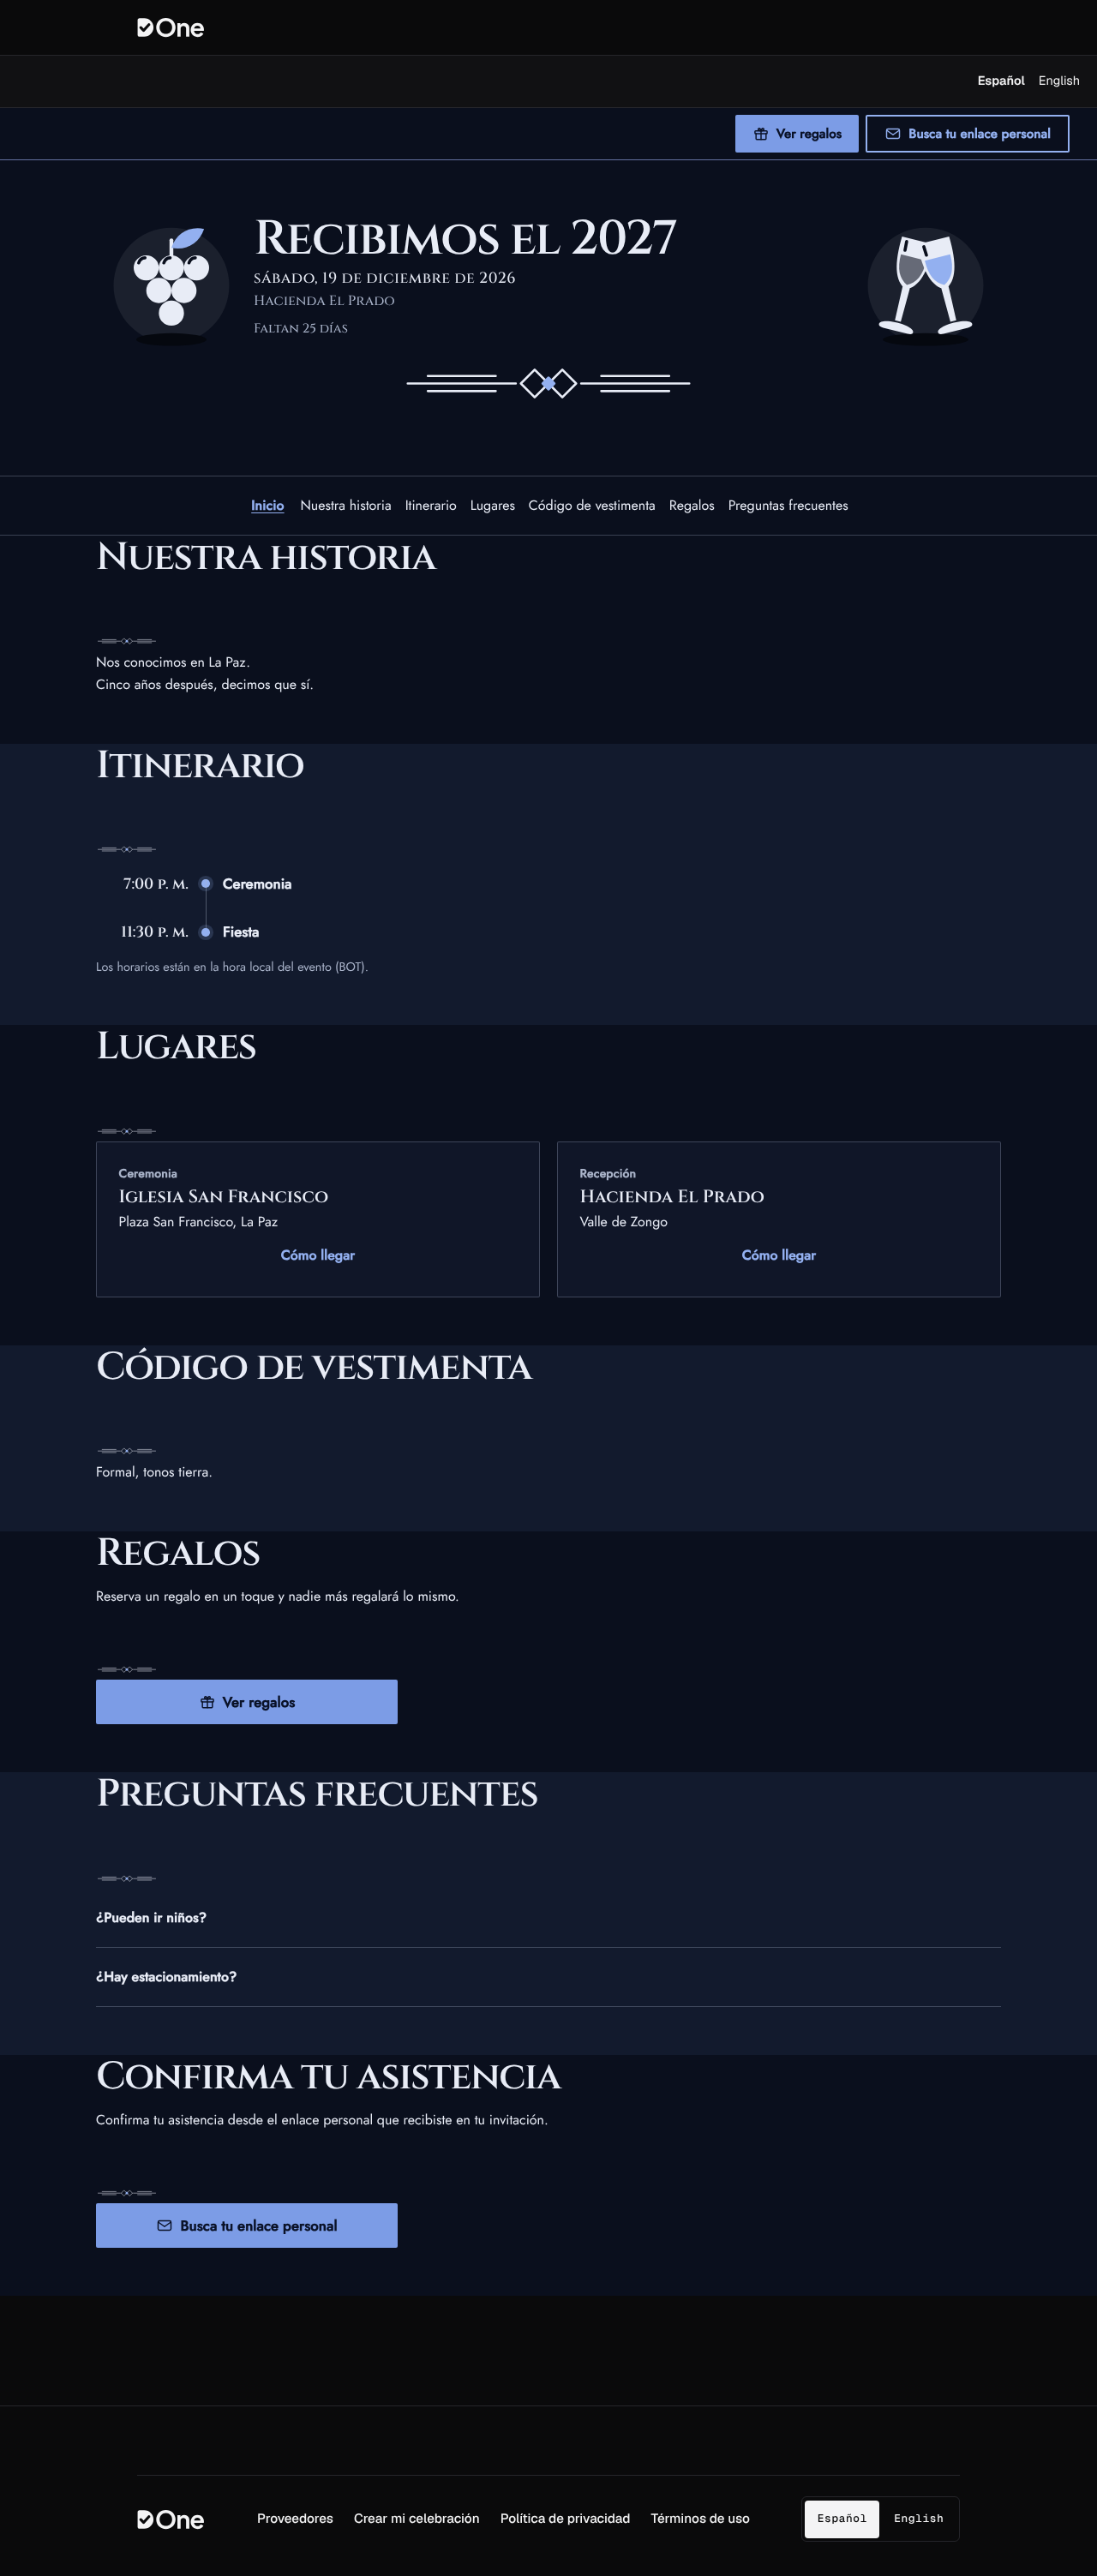 One
Español English
Ver regalos Busca tu enlace personal
Recibimos el 2027
sábado, 19 de diciembre de 2026
Hacienda El Prado
Faltan 25 días
Inicio Nuestra historia Itinerario Lugares Código de vestimenta Regalos Preguntas frecuentes
Nuestra historia
Nos conocimos en La Paz.
Cinco años después, decimos que sí.
Itinerario
7:00 p. m. Ceremonia
11:30 p. m. Fiesta
Los horarios están en la hora local del evento (BOT).
Lugares
Ceremonia
Iglesia San Francisco
Plaza San Francisco, La Paz
Cómo llegar
Recepción
Hacienda El Prado
Valle de Zongo
Cómo llegar
Código de vestimenta
Formal, tonos tierra.
Regalos
Reserva un regalo en un toque y nadie más regalará lo mismo.
Ver regalos
Preguntas frecuentes
¿Pueden ir niños?
¿Hay estacionamiento?
Confirma tu asistencia
Confirma tu asistencia desde el enlace personal que recibiste en tu invitación.
Busca tu enlace personal
One Proveedores Crear mi celebración Política de privacidad Términos de uso Español English